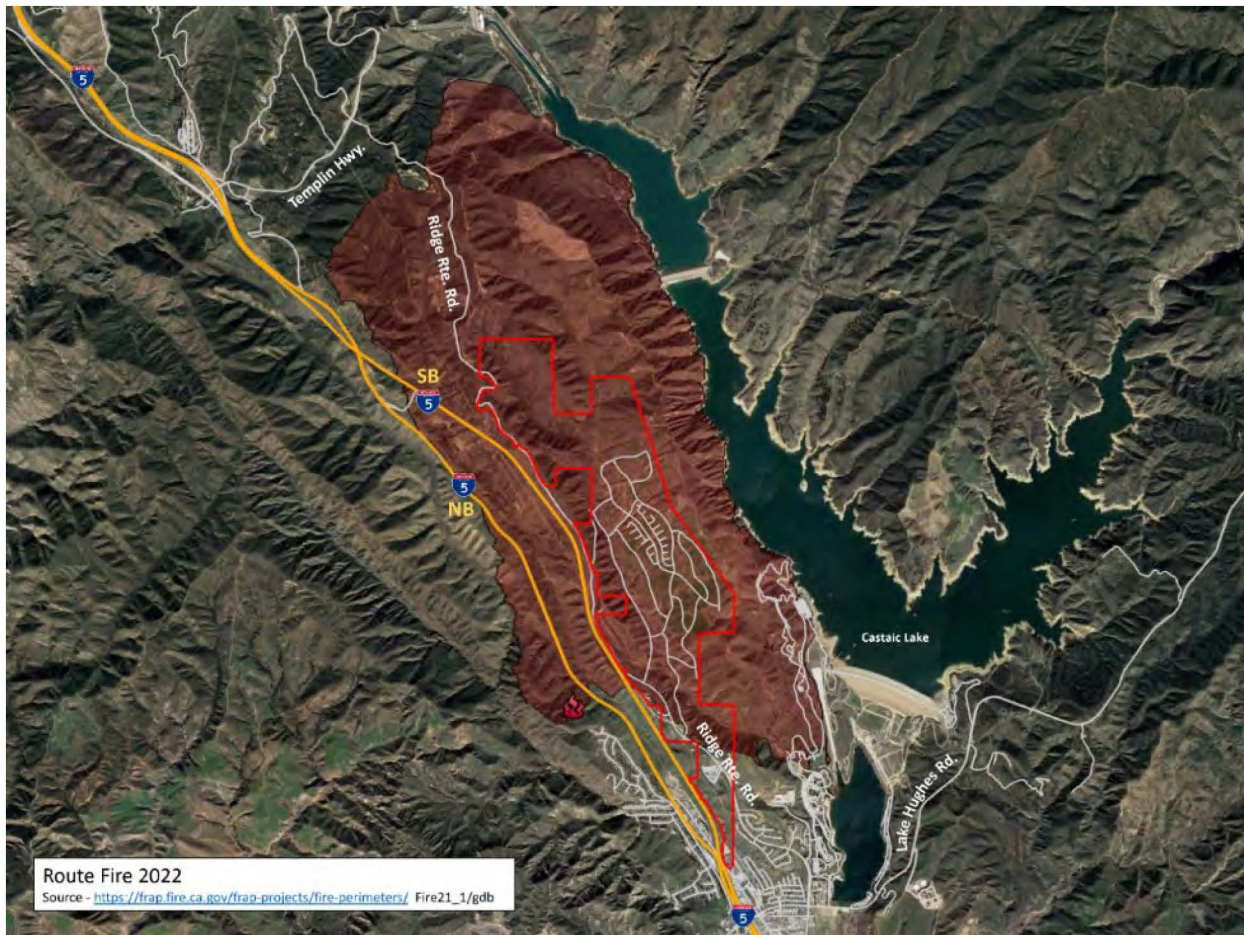 5
Templin Hwy.
Ridge Rte. Rd.
SB
5
5
NB
Castaic Lake
Ridge Rte. Rd.
Lake Hughes Rd.
5
Route Fire 2022
Source - https://frap.fire.ca.gov/frap-projects/fire-perimeters/ Fire21_1/gdb